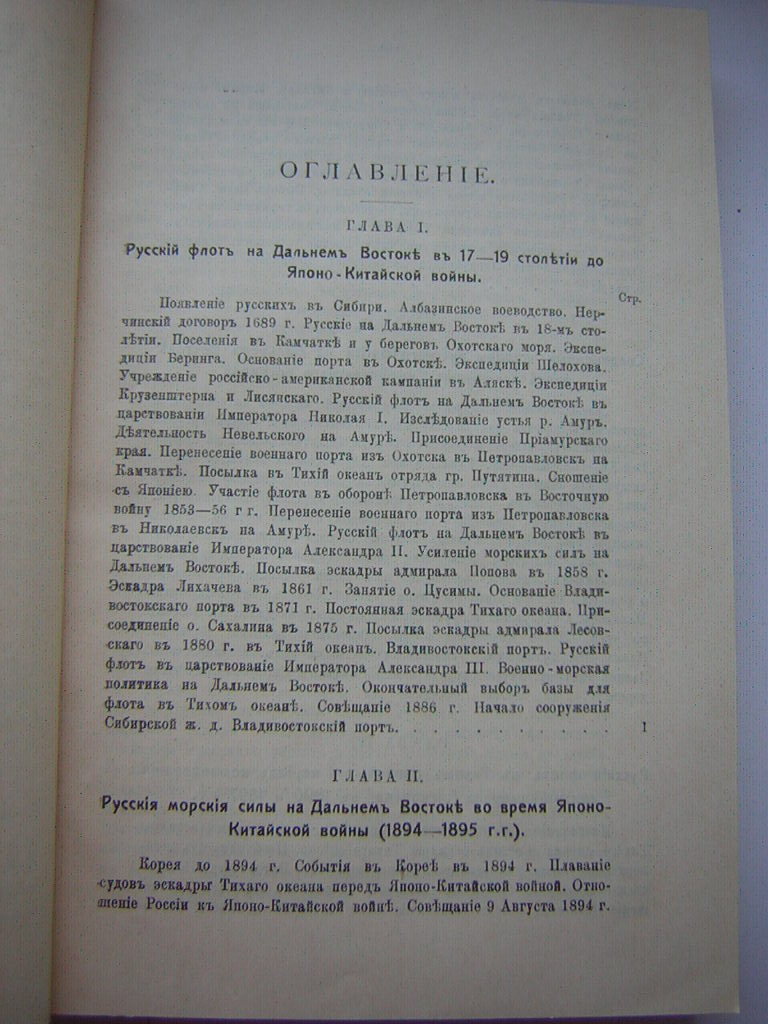 ОГЛАВЛЕНІЕ.
ГЛАВА I.
Русскій флотъ на Дальнемъ Востокѣ въ 17—19 столѣтіи до
Японо-Китайской войны.
Стр.
Появленіе русскихъ въ Сибири. Албазинское воеводство. Нер-
чинскій договоръ 1689 г. Русскіе на Дальнемъ Востокѣ въ 18-мъ сто-
лѣтіи. Поселенія въ Камчаткѣ и у береговъ Охотскаго моря. Экспе-
диціи Беринга. Основаніе порта въ Охотскѣ. Экспедиціи Шелохова.
Учрежденіе россійско-американской кампаніи въ Аляскѣ. Экспедиціи
Крузенштерна и Лисянскаго. Русскій флотъ на Дальнемъ Востокѣ въ
царствованіи Императора Николая I. Изслѣдованіе устья р. Амуръ.
Дѣятельность Невельского на Амурѣ. Присоединеніе Пріамурскаго
края. Перенесеніе военнаго порта изъ Охотска въ Петропавловскъ на
Камчаткѣ. Посылка въ Тихій океанъ отряда гр. Путятина. Сношеніе
съ Японіею. Участіе флота въ оборонѣ Петропавловска въ Восточную
войну 1853—56 г г. Перенесеніе военнаго порта изъ Петропавловска
въ Николаевскъ на Амурѣ. Русскій флотъ на Дальнемъ Востокѣ въ
царствованіе Императора Александра II. Усиленіе морскихъ силъ на
Дальнемъ Востокѣ. Посылка эскадры адмирала Попова въ 1858 г.
Эскадра Лихачева въ 1861 г. Занятіе о. Цусимы. Основаніе Влади-
востокскаго порта въ 1871 г. Постоянная эскадра Тихаго океана. При-
соединеніе о. Сахалина въ 1875 г. Посылка эскадры адмирала Лесов-
скаго въ 1880 г. въ Тихій океанъ. Владивостокскій портъ. Русскій
флотъ въ царствованіе Императора Александра III. Военно-морская
политика на Дальнемъ Востокѣ. Окончательный выборъ базы для
флота въ Тихомъ океанѣ. Совѣщаніе 1886 г. Начало сооруженія
Сибирской ж. д. Владивостокскій портъ. . . . . . . . . . . 1
ГЛАВА II.
Русскія морскія силы на Дальнемъ Востокѣ во время Японо-
Китайской войны (1894—1895 г.г.).
Корея до 1894 г. Событія въ Кореѣ въ 1894 г. Плаваніе
судовъ эскадры Тихаго океана передъ Японо-Китайской войной. Отно-
шеніе Россіи къ Японо-Китайской войнѣ. Совѣщаніе 9 Августа 1894 г.